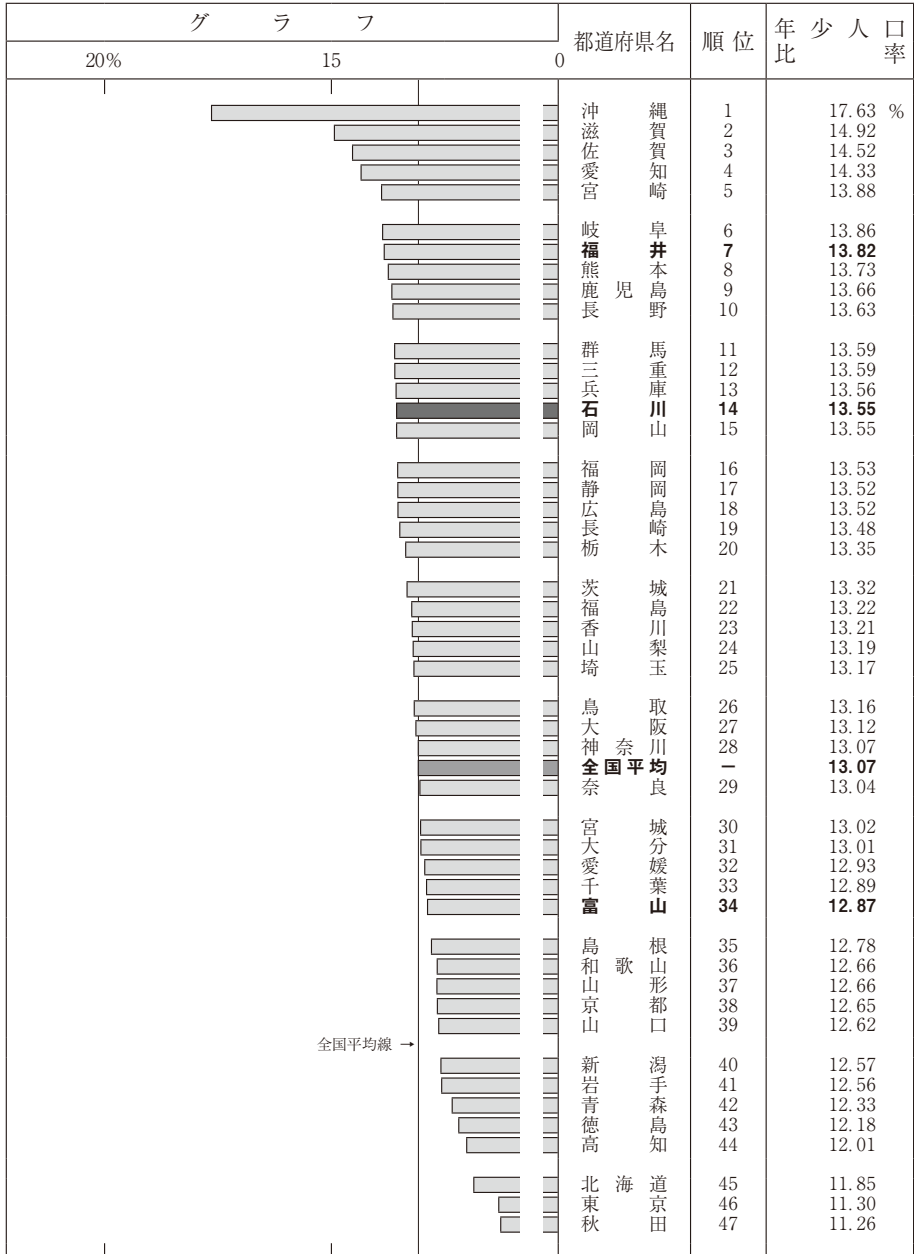 グラフ 都道府県名 順位 年少人口比率
20% 15 0
沖縄 1 17.63 %
滋賀 2 14.92
佐賀 3 14.52
愛知 4 14.33
宮崎 5 13.88
岐阜 6 13.86
福井 7 13.82
熊本 8 13.73
鹿児島 9 13.66
長野 10 13.63
群馬 11 13.59
三重 12 13.59
兵庫 13 13.56
石川 14 13.55
岡山 15 13.55
福岡 16 13.53
静岡 17 13.52
広島 18 13.52
長崎 19 13.48
栃木 20 13.35
茨城 21 13.32
福島 22 13.22
香川 23 13.21
山梨 24 13.19
埼玉 25 13.17
鳥取 26 13.16
大阪 27 13.12
神奈川 28 13.07
全国平均 － 13.07
奈良 29 13.04
宮城 30 13.02
大分 31 13.01
愛媛 32 12.93
千葉 33 12.89
富山 34 12.87
島根 35 12.78
和歌山 36 12.66
山形 37 12.66
京都 38 12.65
山口 39 12.62
全国平均線 →
新潟 40 12.57
岩手 41 12.56
青森 42 12.33
徳島 43 12.18
高知 44 12.01
北海道 45 11.85
東京 46 11.30
秋田 47 11.26